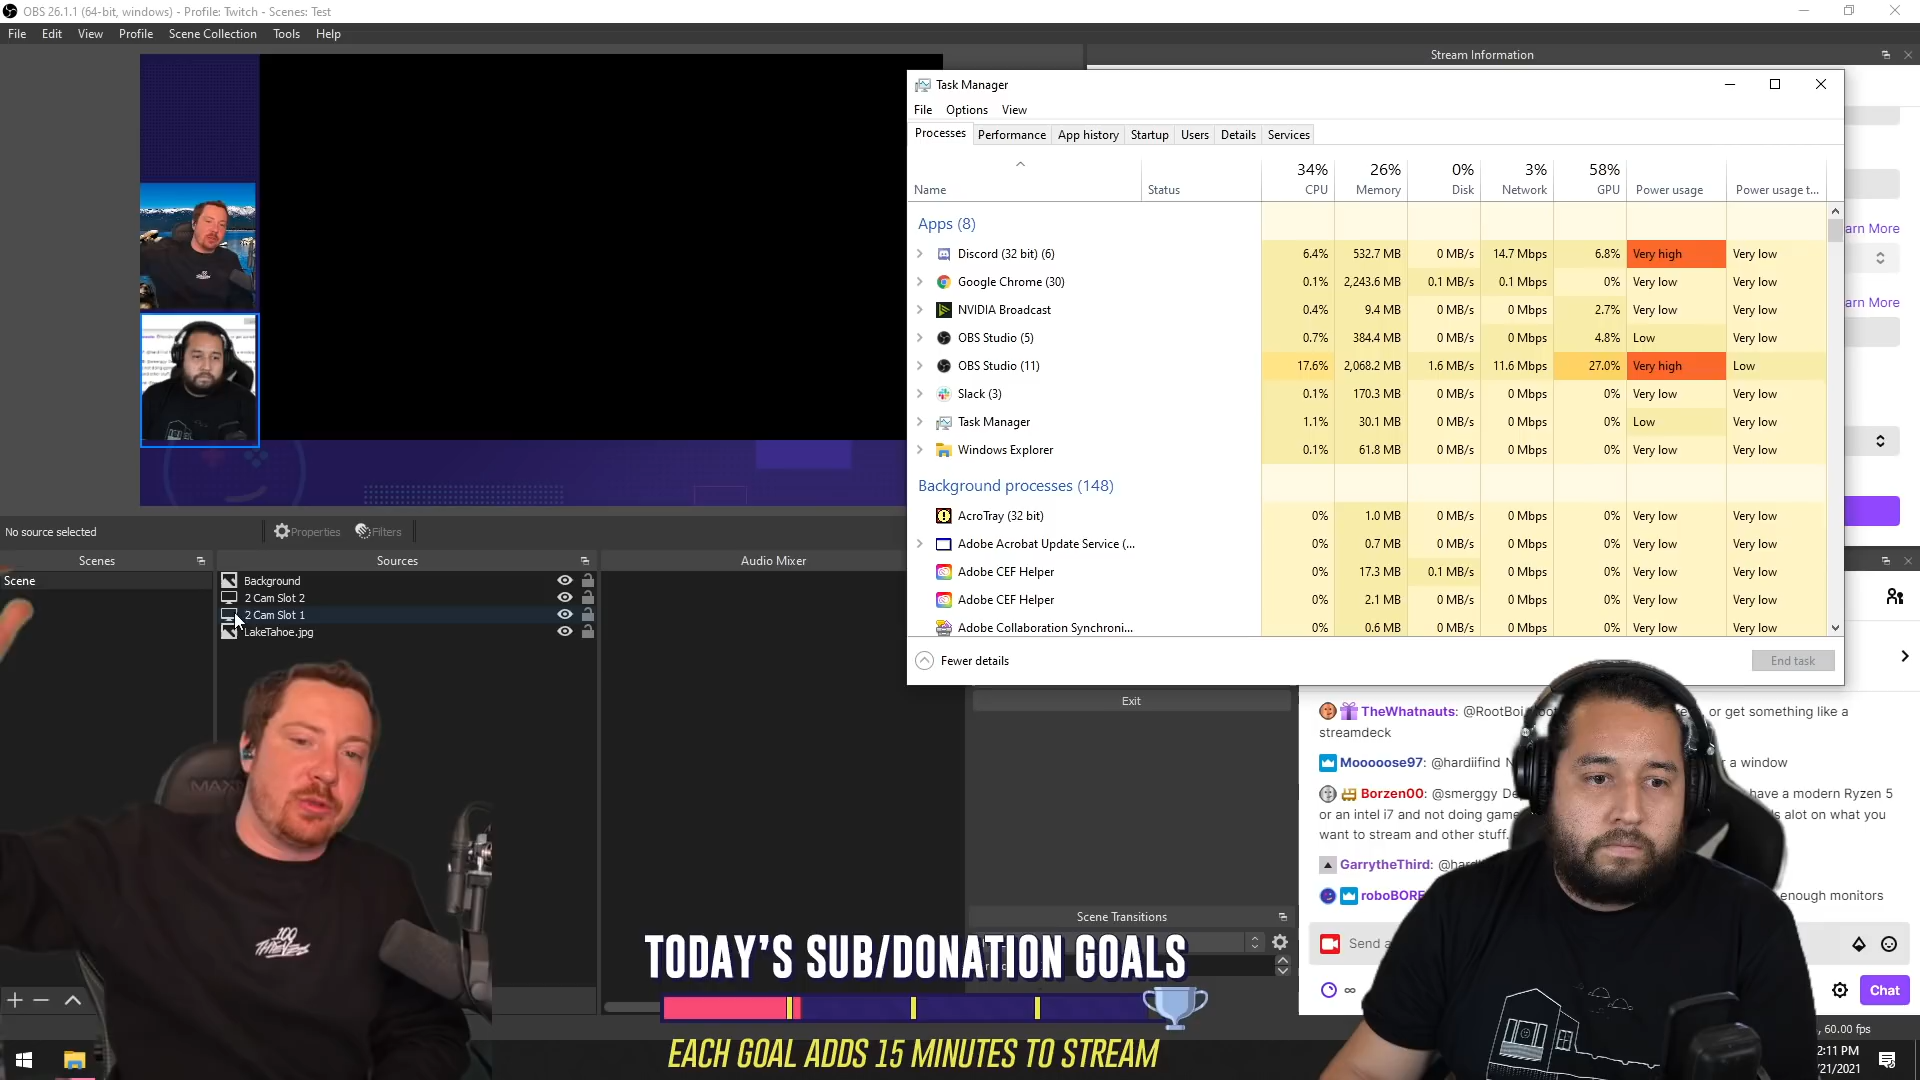 OBS 26.1.1 (64-bit, windows) - Profile: Twitch - Scenes: Test
File Edit View Profile Scene Collection Tools Help
Stream Information
Task Manager
File Options View
Processes Performance App history Startup Users Details Services
34% 26% 0% 3% 58%
Name Status CPU Memory Disk Network GPU Power usage Power usage t...
Apps (8)
Discord (32 bit) (6) 6.4% 532.7 MB 0 MB/s 14.7 Mbps 6.8% Very high Very low
Google Chrome (30) 0.1% 2,243.6 MB 0.1 MB/s 0.1 Mbps 0% Very low Very low
NVIDIA Broadcast 0.4% 9.4 MB 0 MB/s 0 Mbps 2.7% Very low Very low
OBS Studio (5) 0.7% 384.4 MB 0 MB/s 0 Mbps 4.8% Low Very low
OBS Studio (11) 17.6% 2,068.2 MB 1.6 MB/s 11.6 Mbps 27.0% Very high Low
Slack (3) 0.1% 170.3 MB 0 MB/s 0 Mbps 0% Very low Very low
Task Manager 1.1% 30.1 MB 0 MB/s 0 Mbps 0% Low Very low
Windows Explorer 0.1% 61.8 MB 0 MB/s 0 Mbps 0% Very low Very low
Background processes (148)
AcroTray (32 bit) 0% 1.0 MB 0 MB/s 0 Mbps 0% Very low Very low
Adobe Acrobat Update Service (... 0% 0.7 MB 0 MB/s 0 Mbps 0% Very low Very low
Adobe CEF Helper 0% 17.3 MB 0.1 MB/s 0 Mbps 0% Very low Very low
Adobe CEF Helper 0% 2.1 MB 0 MB/s 0 Mbps 0% Very low Very low
Adobe Collaboration Synchroni... 0% 0.6 MB 0 MB/s 0 Mbps 0% Very low Very low
Fewer details End task
arn More
arn More
No source selected Properties Filters
Scenes Sources Audio Mixer
Scene
Background
2 Cam Slot 2
2 Cam Slot 1
LakeTahoe.jpg
Exit
Scene Transitions
TheWhatnauts: @RootBoi or get something like a
streamdeck
Mooooose97: @hardiifind a window
Borzen00: @smerggy have a modern Ryzen 5
or an intel i7 and not doing alot on what you
want to stream and other stuff.
GarrytheThird:
roboBORE enough monitors
Send a
Chat
MAX
100
THIEVES
TODAY'S SUB/DONATION GOALS
EACH GOAL ADDS 15 MINUTES TO STREAM
60.00 fps
2:11 PM
/21/2021